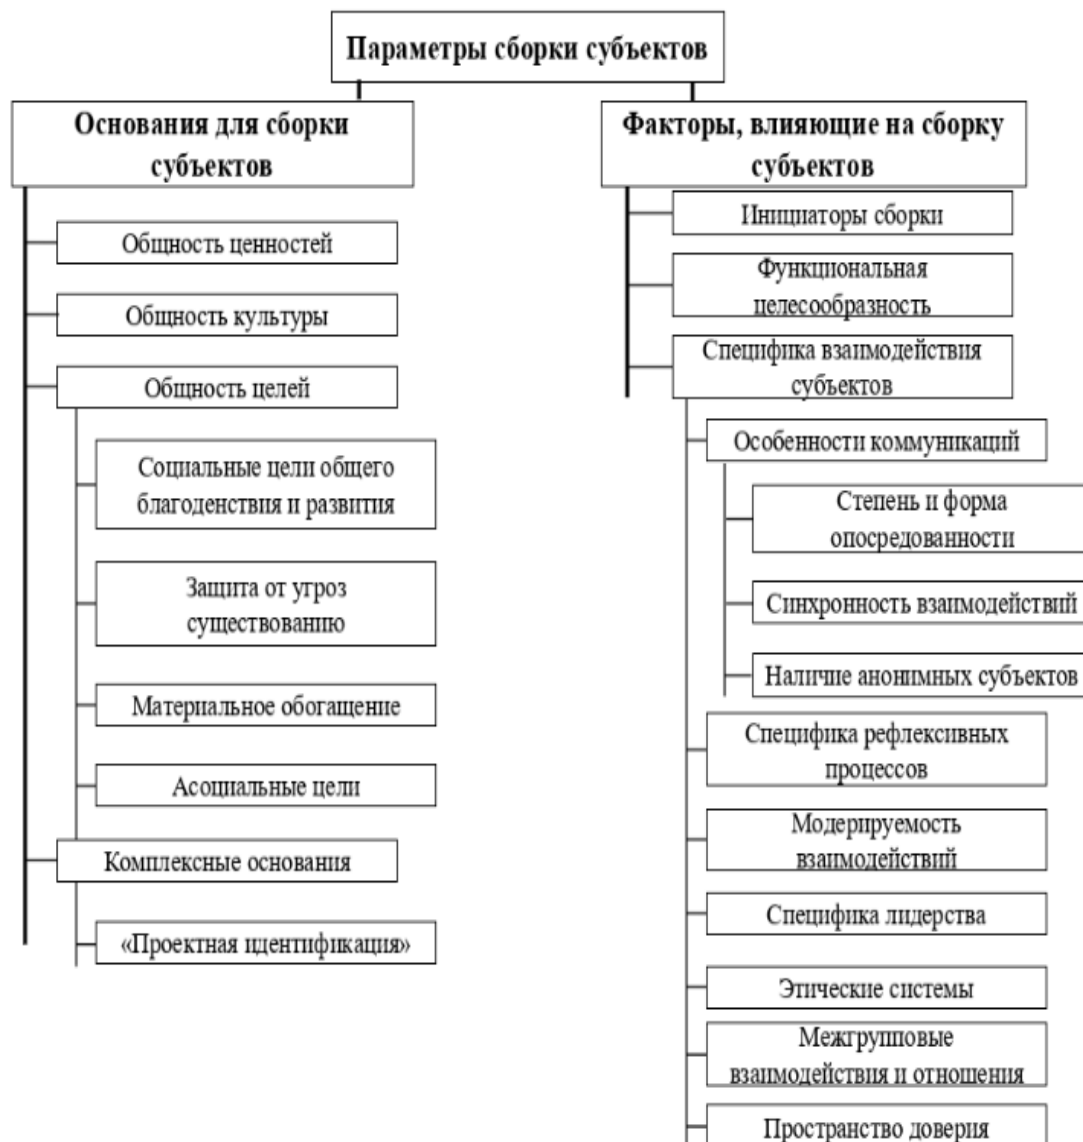 Параметры сборки субъектов
Основания для сборки
субъектов
Общность ценностей
Общность культуры
Общность целей
Социальные цели общего
благоденствия и развития
Защита от угроз
существованию
Материальное обогащение
Асоциальные цели
Комплексные основания
«Проектная идентификация»
Факторы, влияющие на сборку
субъектов
Инициаторы сборки
Функциональная
целесообразность
Специфика взаимодействия
субъектов
Особенности коммуникаций
Степень и форма
опосредованности
Синхронность взаимодействий
Наличие анонимных субъектов
Специфика рефлексивных
процессов
Модерируемость
взаимодействий
Специфика лидерства
Этические системы
Межгрупповые
взаимодействия и отношения
Пространство доверия